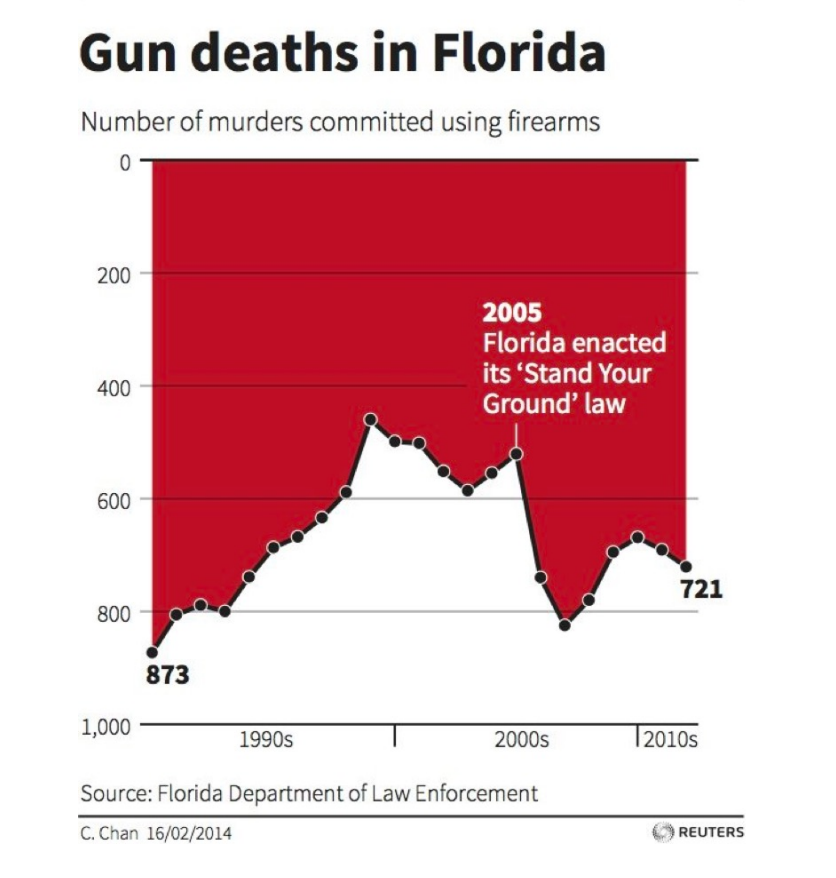 Gun deaths in Florida
Number of murders committed using firearms
0
200
2005
Florida enacted
its ‘Stand Your
Ground’ law
400
600
721
800
873
1,000
1990s
2000s
2010s
Source: Florida Department of Law Enforcement
C. Chan 16/02/2014
REUTERS